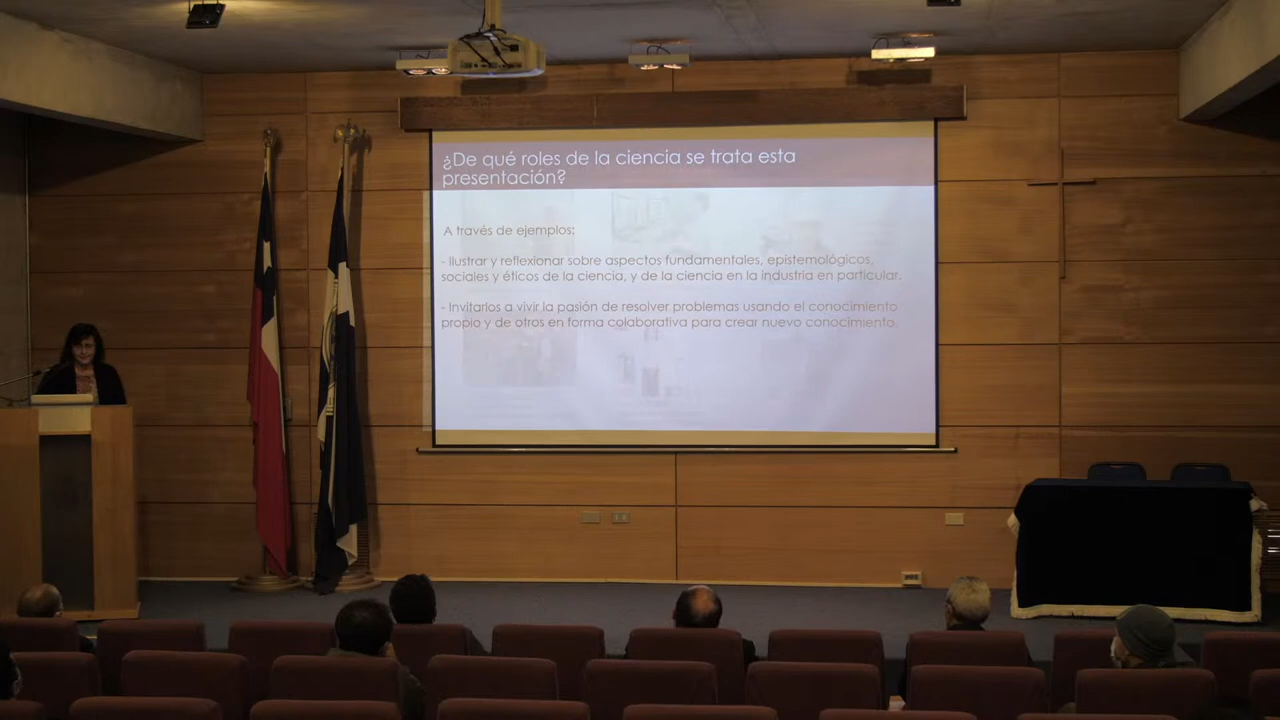 ¿De qué roles de la ciencia se trata esta
presentación?
A través de ejemplos:
- Ilustrar y reflexionar sobre aspectos fundamentales, epistemológicos,
sociales y éticos de la ciencia, y de la ciencia en la industria en particular.
- Invitarlos a vivir la pasión de resolver problemas usando el conocimiento
propio y de otros en forma colaborativa para crear nuevo conocimiento.